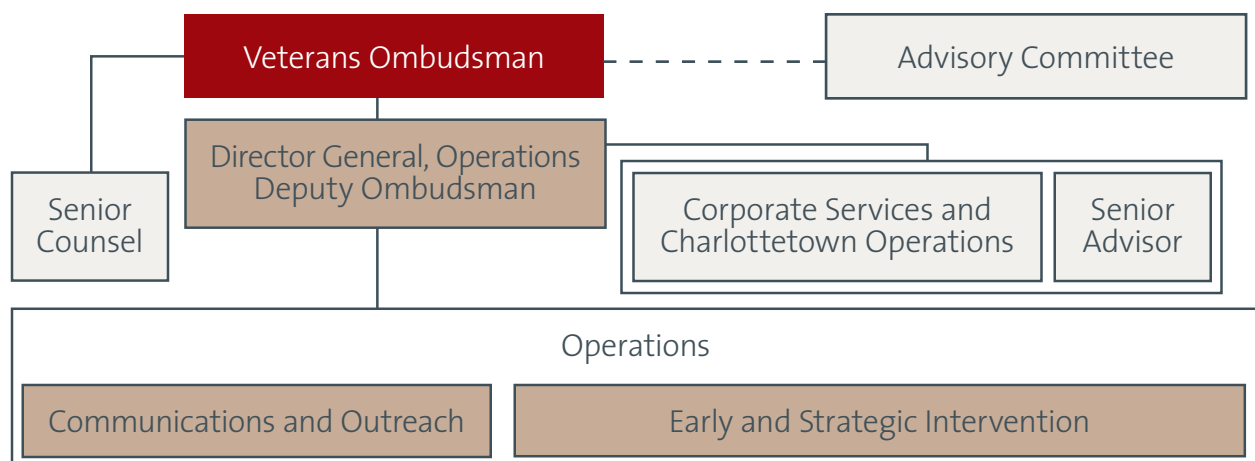 Veterans Ombudsman
Advisory Committee
Director General, Operations
Deputy Ombudsman
Senior
Counsel
Corporate Services and
Charlottetown Operations
Senior
Advisor
Operations
Communications and Outreach
Early and Strategic Intervention